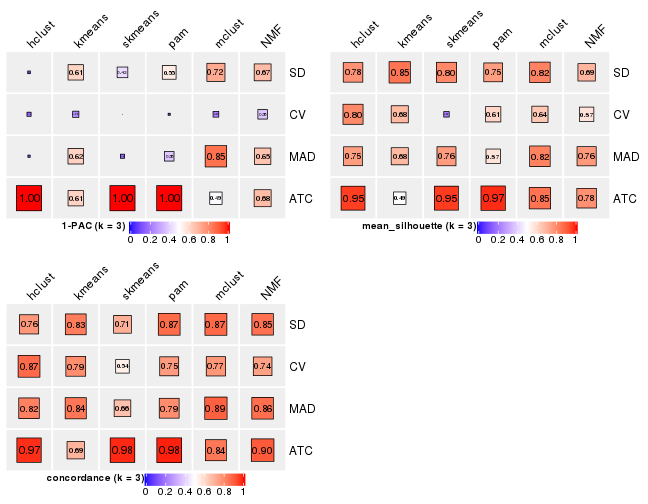 hclust kmeans skmeans pam mclust NMF
0.61 0.72 0.67 SD
CV
0.62 0.85 0.65 MAD
1.00 0.61 1.00 1.00 0.49 0.68 ATC
1-PAC (k = 3)
0 0.2 0.4 0.6 0.8 1
hclust kmeans skmeans pam mclust NMF
0.78 0.85 0.80 0.75 0.82 0.69 SD
0.80 0.68 0.61 0.64 0.57 CV
0.75 0.68 0.76 0.57 0.82 0.76 MAD
0.95 0.49 0.95 0.97 0.85 0.78 ATC
mean_silhouette (k = 3)
0 0.2 0.4 0.6 0.8 1
hclust kmeans skmeans pam mclust NMF
0.76 0.83 0.71 0.87 0.87 0.85 SD
0.87 0.79 0.54 0.75 0.77 0.74 CV
0.82 0.84 0.66 0.79 0.89 0.86 MAD
0.97 0.69 0.98 0.98 0.84 0.90 ATC
concordance (k = 3)
0 0.2 0.4 0.6 0.8 1